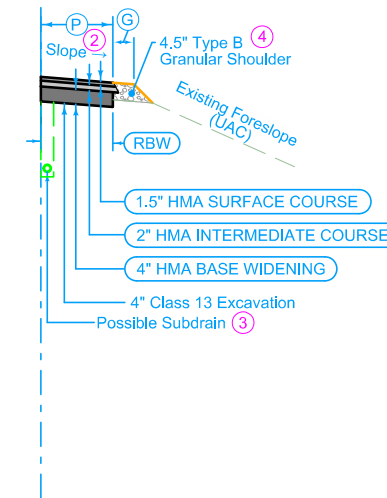 P
G
Slope
2
4.5" Type B
4
Granular Shoulder
Existing Foreslope
(UAC)
RBW
1.5" HMA SURFACE COURSE
2" HMA INTERMEDIATE COURSE
4" HMA BASE WIDENING
4" Class 13 Excavation
Possible Subdrain 3